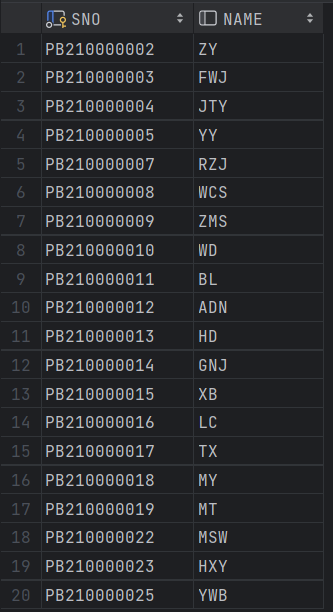 SNO NAME
1 PB210000002 ZY
2 PB210000003 FWJ
3 PB210000004 JTY
4 PB210000005 YY
5 PB210000007 RZJ
6 PB210000008 WCS
7 PB210000009 ZMS
8 PB210000010 WD
9 PB210000011 BL
10 PB210000012 ADN
11 PB210000013 HD
12 PB210000014 GNJ
13 PB210000015 XB
14 PB210000016 LC
15 PB210000017 TX
16 PB210000018 MY
17 PB210000019 MT
18 PB210000022 MSW
19 PB210000023 HXY
20 PB210000025 YWB